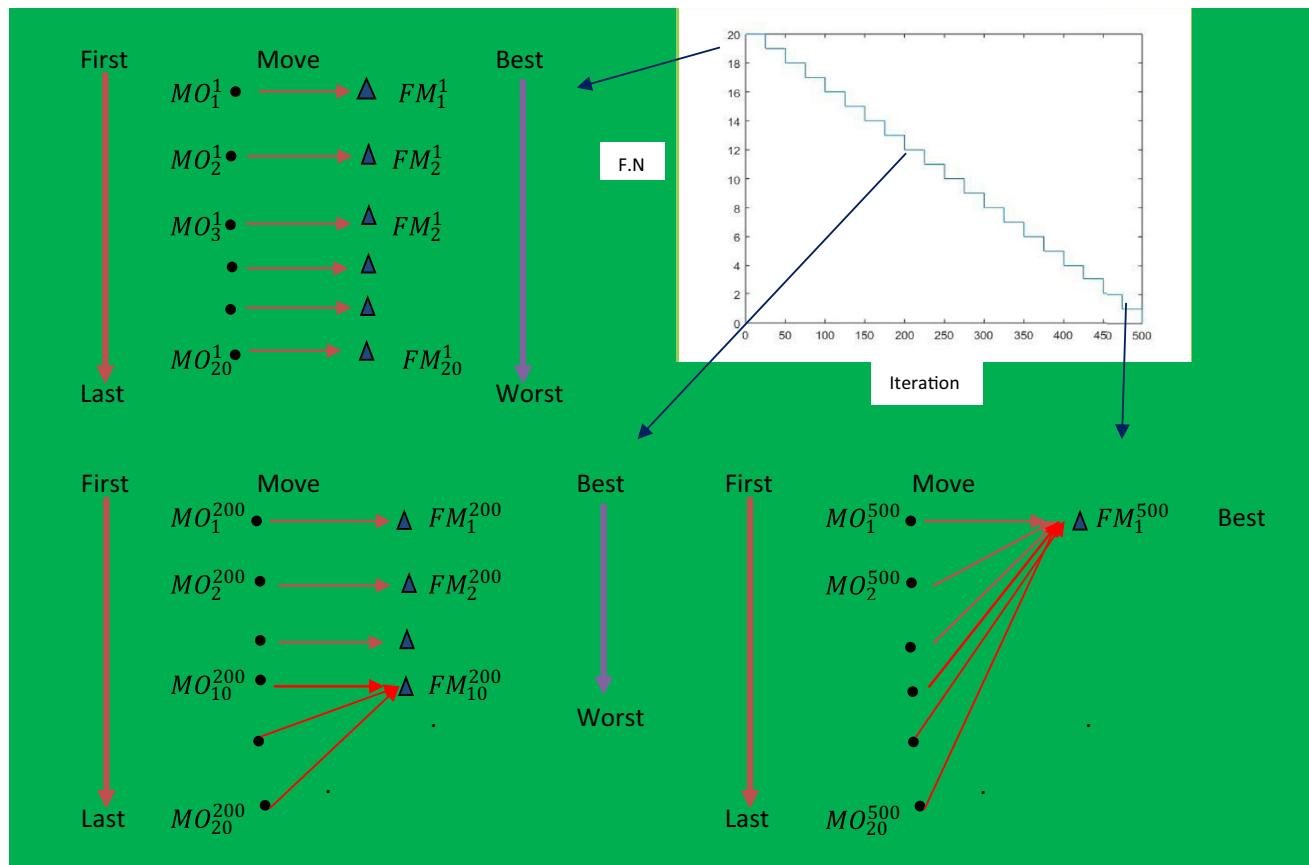 First Move Best
MO_1^1 FM_1^1
MO_2^1 FM_2^1
MO_3^1 FM_2^1
MO_20^1 FM_20^1
Last Worst
20
18
16
14
12
10
8
6
4
2
0
0 50 100 150 200 250 300 350 400 450 500
F.N
Iteration
First Move Best
MO_1^200 FM_1^200
MO_2^200 FM_2^200
MO_10^200 FM_10^200
.
Worst
.
Last MO_20^200
First Move
MO_1^500 FM_1^500 Best
MO_2^500
.
.
Last MO_20^500